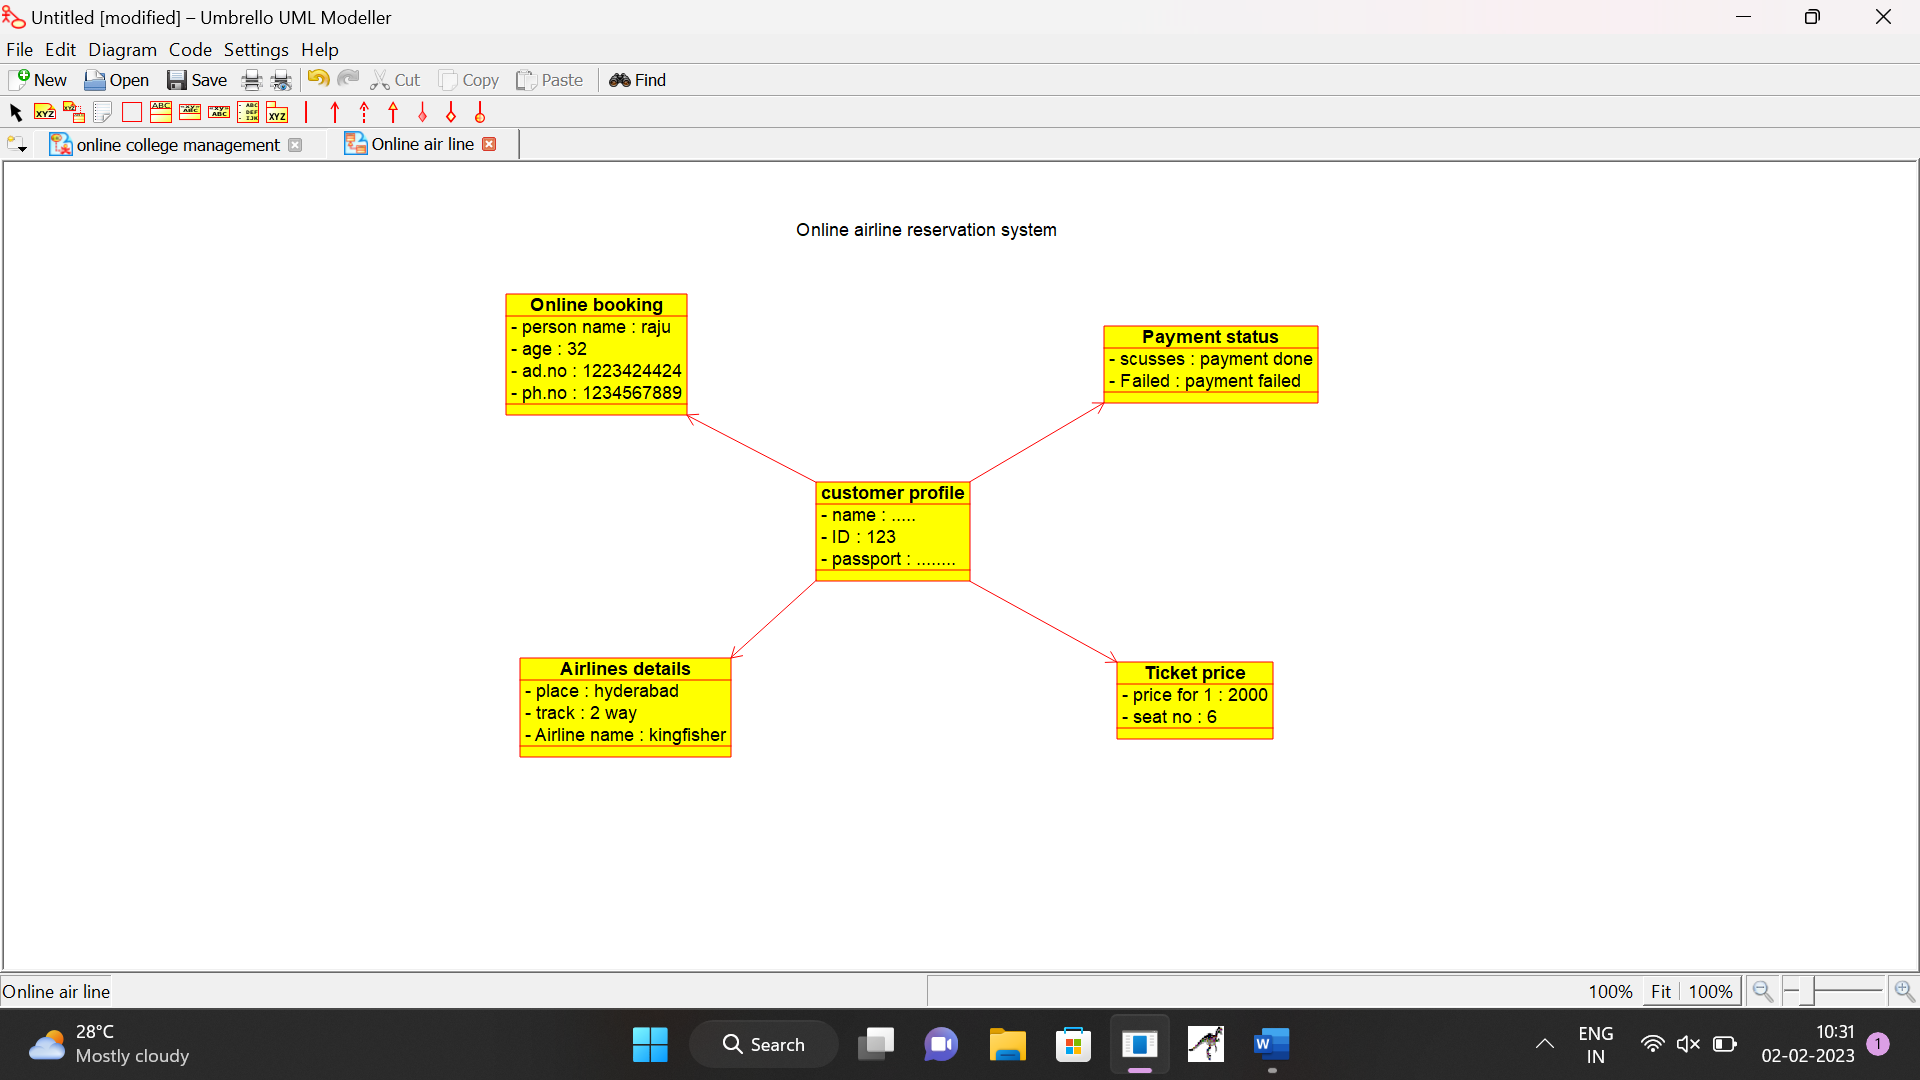 Untitled [modified] – Umbrello UML Modeller
File Edit Diagram Code Settings Help
New Open Save Cut Copy Paste Find
online college management Online air line
Online airline reservation system
Online booking
- person name : raju
- age : 32
- ad.no : 1223424424
- ph.no : 1234567889
Payment status
- scusses : payment done
- Failed : payment failed
customer profile
- name : .....
- ID : 123
- passport : ........
Airlines details
- place : hyderabad
- track : 2 way
- Airline name : kingfisher
Ticket price
- price for 1 : 2000
- seat no : 6
Online air line 100% Fit 100%
28°C
Mostly cloudy
Search
ENG
IN
10:31
02-02-2023
1